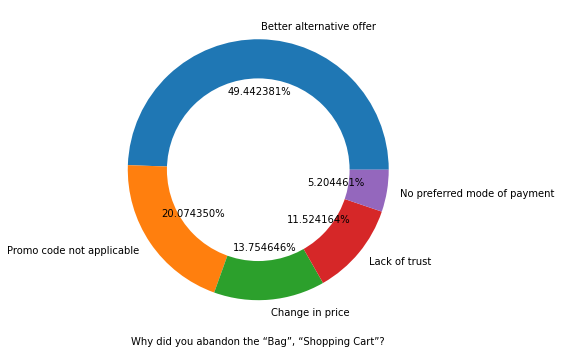 Better alternative offer
49.442381%
5.204461%
No preferred mode of payment
20.074350%
11.524164%
13.754646%
Promo code not applicable
Lack of trust
Change in price
Why did you abandon the “Bag”, “Shopping Cart”?